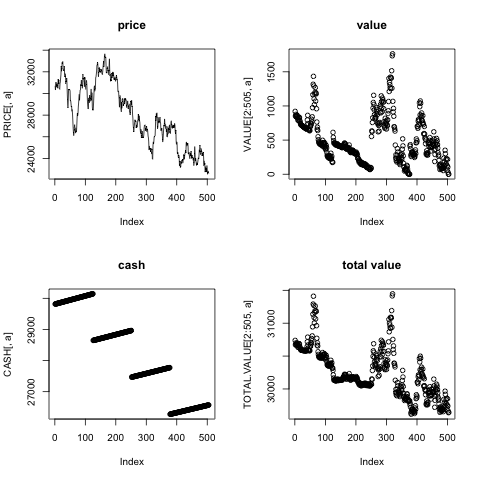 price
PRICE[, a]
24000 28000 32000
0 100 200 300 400 500
Index
value
VALUE[2:505, a]
0 500 1000 1500
0 100 200 300 400 500
Index
cash
CASH[, a]
27000 29000
0 100 200 300 400 500
Index
total value
TOTAL.VALUE[2:505, a]
30000 31000
0 100 200 300 400 500
Index